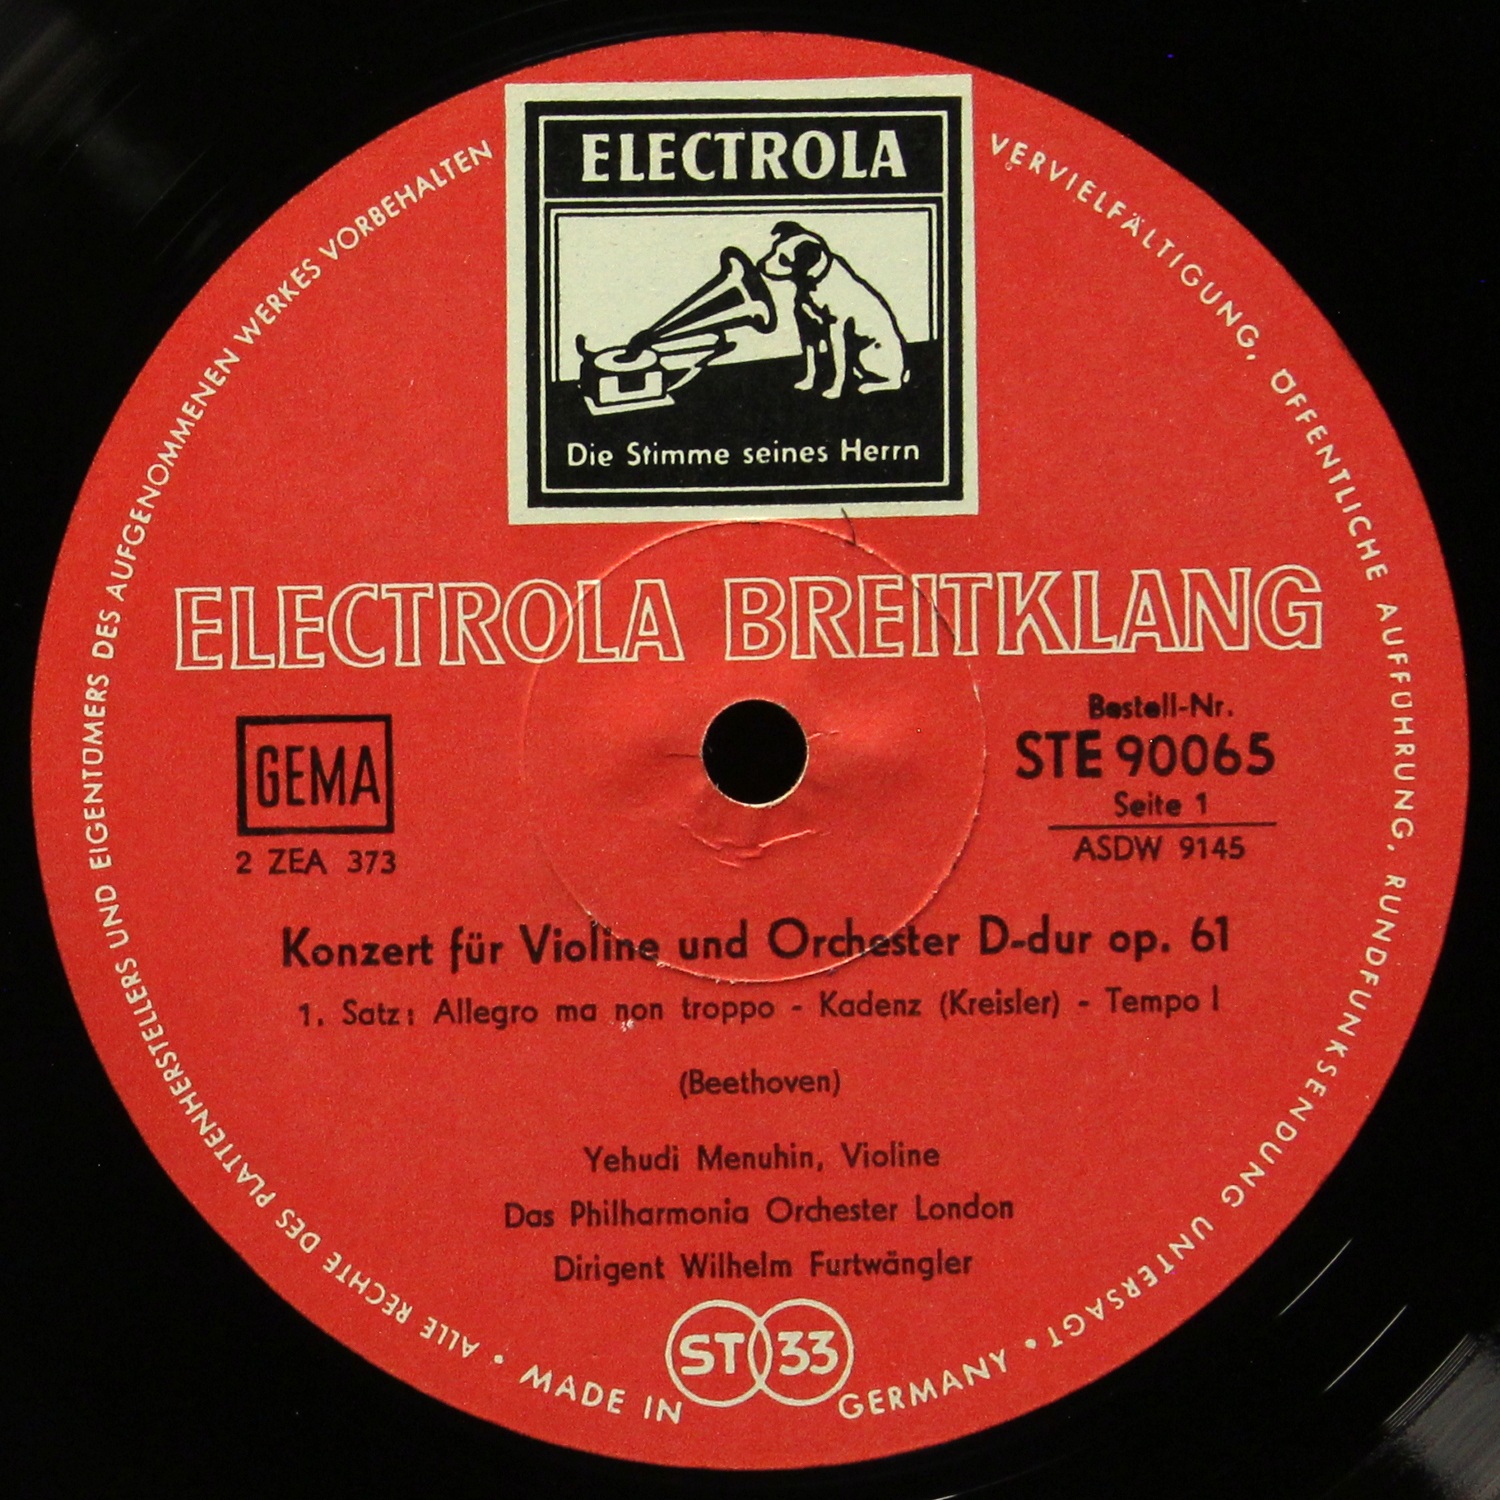 ELECTROLA
Die Stimme seines Herrn
ELECTROLA BREITKLANG
GEMA
2 ZEA 373
Bestell-Nr.
STE 90065
Seite 1
ASDW 9145
Konzert für Violine und Orchester D-dur op. 61
1. Satz: Allegro ma non troppo - Kadenz (Kreisler) - Tempo I
(Beethoven)
Yehudi Menuhin, Violine
Das Philharmonia Orchester London
Dirigent Wilhelm Furtwängler
ST 33
MADE IN GERMANY
• ALLE RECHTE DES PLATTENHERSTELLERS UND EIGENTÜMERS DES AUFGENOMMENEN WERKES VORBEHALTEN
VERVIELFÄLTIGUNG, ÖFFENTLICHE AUFFÜHRUNG, RUNDFUNKSENDUNG UNTERSAGT •